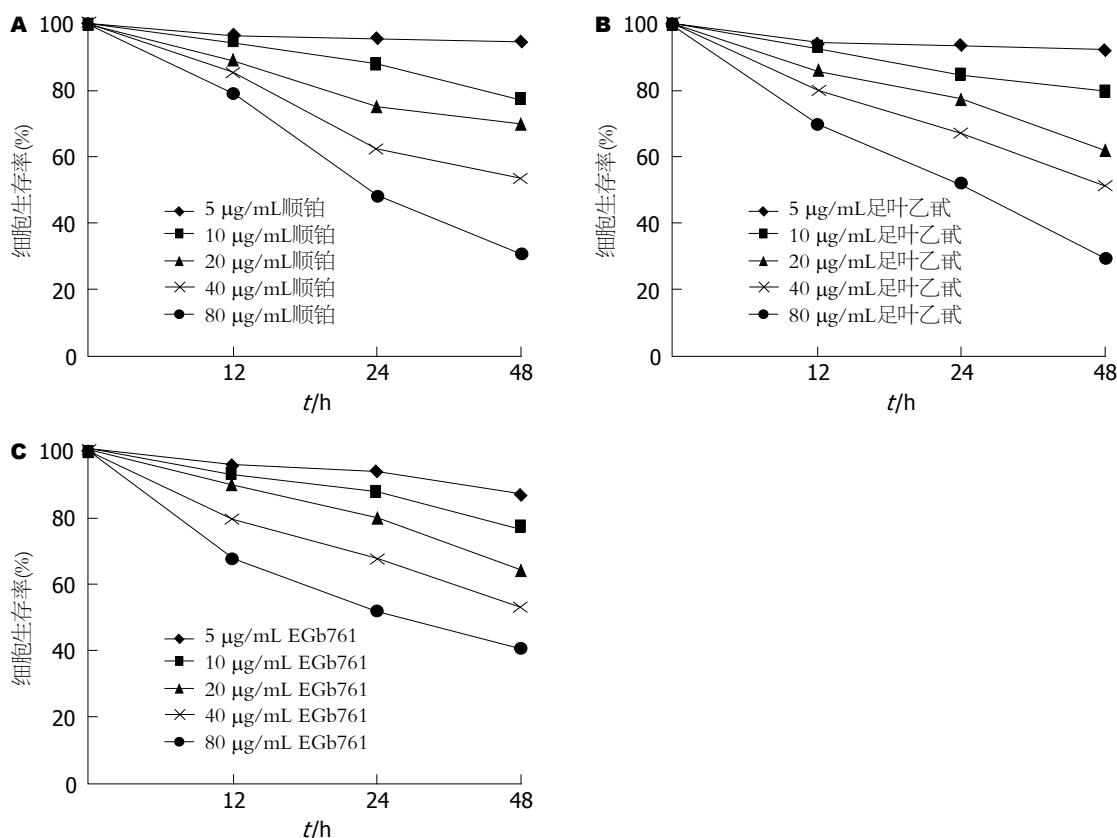 A
100
80
60
40
20
0
细胞生存率(%)
5 μg/mL顺铂
10 μg/mL顺铂
20 μg/mL顺铂
40 μg/mL顺铂
80 μg/mL顺铂
12 24 48
t/h
B
100
80
60
40
20
0
细胞生存率(%)
5 μg/mL足叶乙甙
10 μg/mL足叶乙甙
20 μg/mL足叶乙甙
40 μg/mL足叶乙甙
80 μg/mL足叶乙甙
12 24 48
t/h
C
100
80
60
40
20
0
细胞生存率(%)
5 μg/mL EGb761
10 μg/mL EGb761
20 μg/mL EGb761
40 μg/mL EGb761
80 μg/mL EGb761
12 24 48
t/h